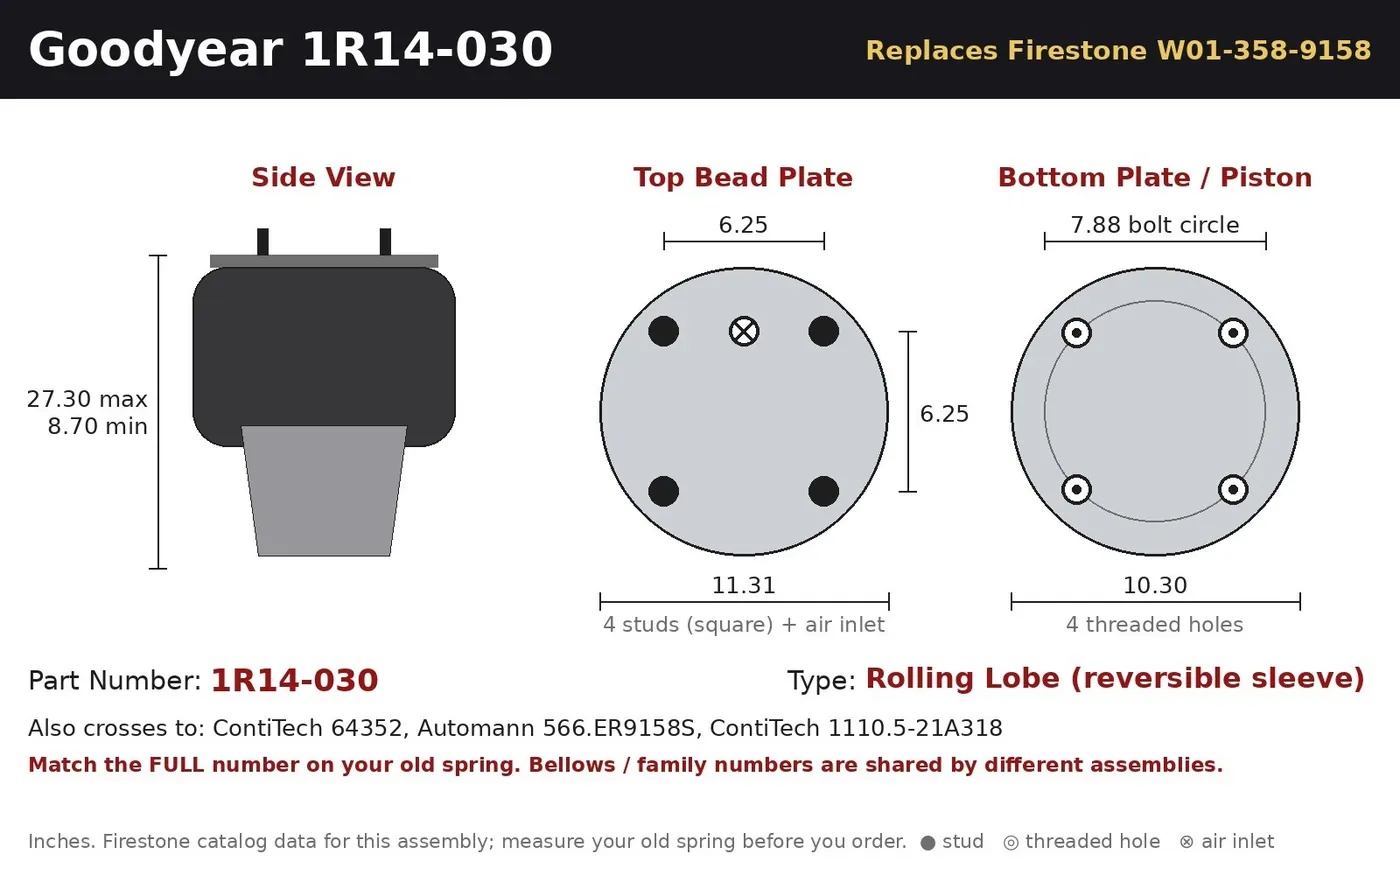 Goodyear 1R14-030
Replaces Firestone W01-358-9158
Side View
Top Bead Plate
Bottom Plate / Piston
6.25
7.88 bolt circle
27.30 max
8.70 min
6.25
11.31
10.30
4 studs (square) + air inlet
4 threaded holes
Part Number: 1R14-030
Type: Rolling Lobe (reversible sleeve)
Also crosses to: ContiTech 64352, Automann 566.ER9158S, ContiTech 1110.5-21A318
Match the FULL number on your old spring. Bellows / family numbers are shared by different assemblies.
Inches. Firestone catalog data for this assembly; measure your old spring before you order. ● stud ◎ threaded hole ⊗ air inlet